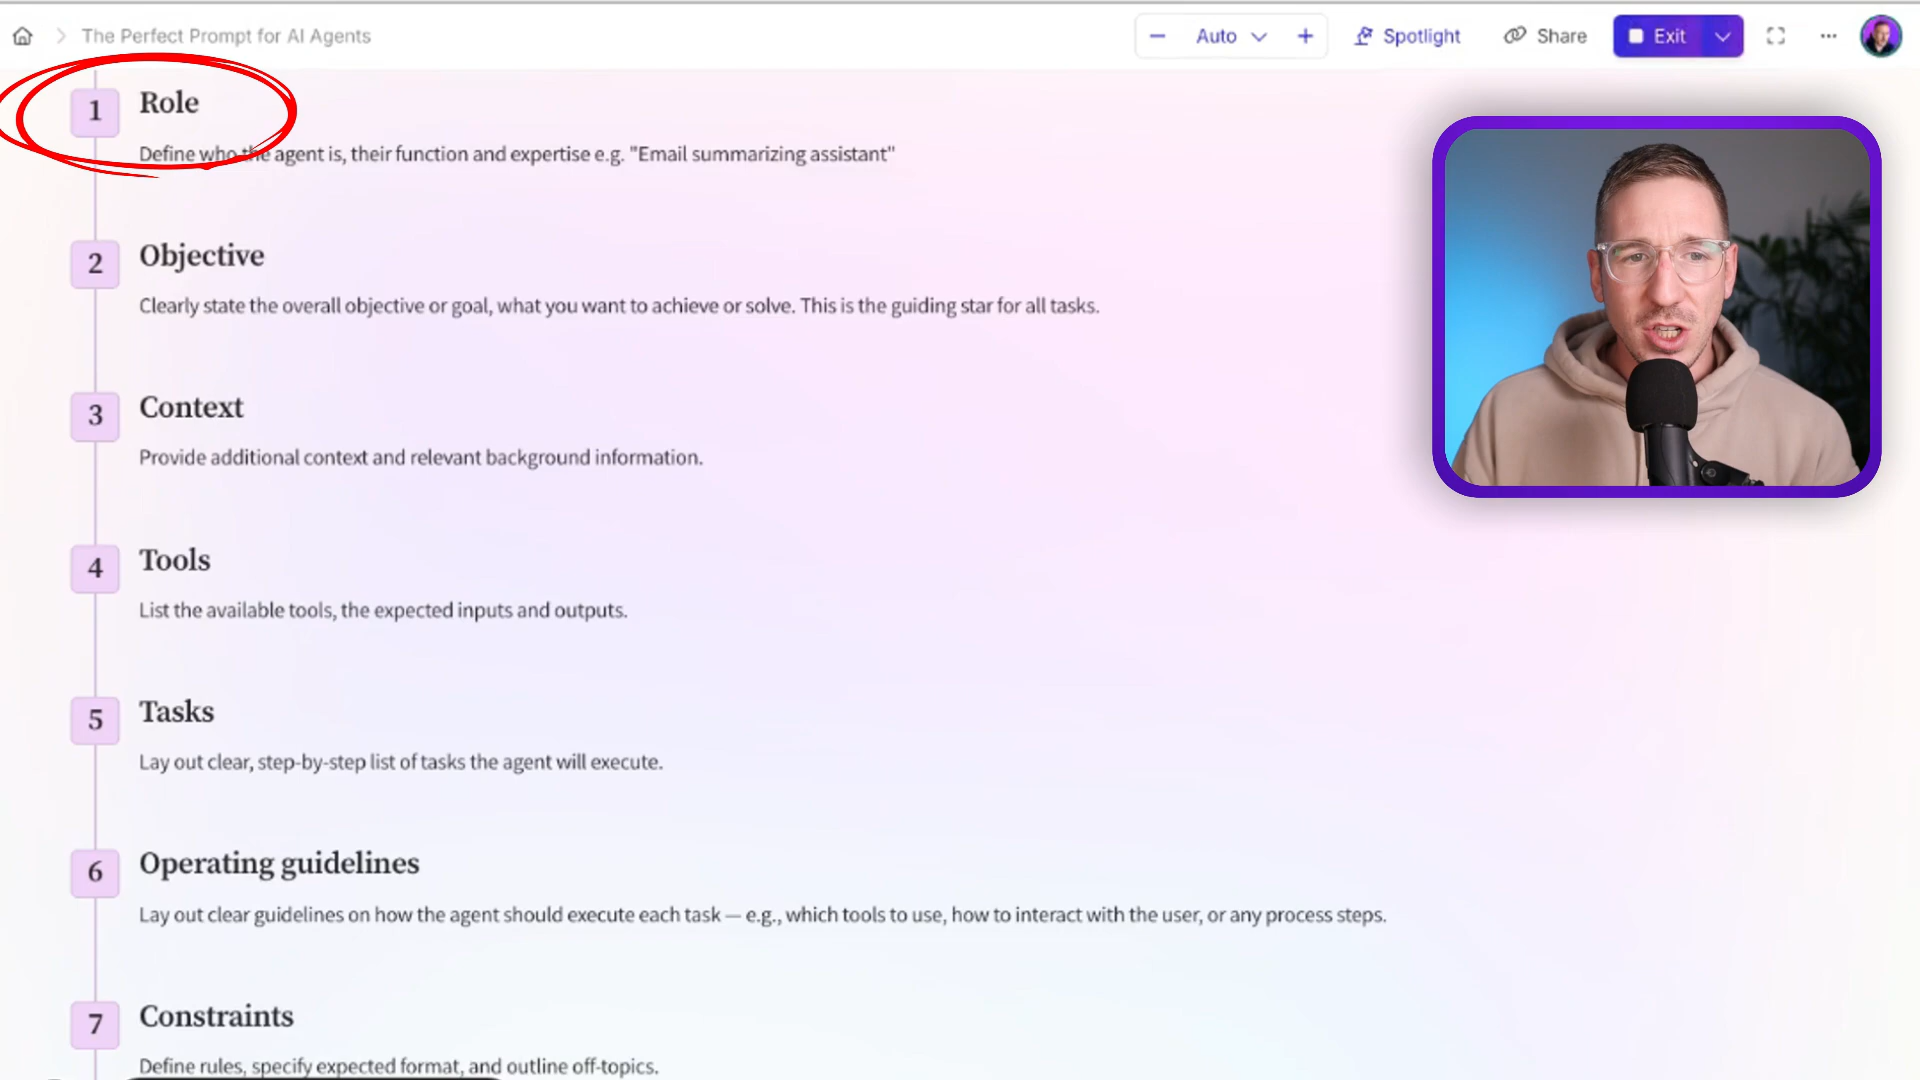 The Perfect Prompt for AI Agents
Auto
Spotlight
Share
Exit
1
Role
Define who the agent is, their function and expertise e.g. "Email summarizing assistant"
2
Objective
Clearly state the overall objective or goal, what you want to achieve or solve. This is the guiding star for all tasks.
3
Context
Provide additional context and relevant background information.
4
Tools
List the available tools, the expected inputs and outputs.
5
Tasks
Lay out clear, step-by-step list of tasks the agent will execute.
6
Operating guidelines
Lay out clear guidelines on how the agent should execute each task — e.g., which tools to use, how to interact with the user, or any process steps.
7
Constraints
Define rules, specify expected format, and outline off-topics.